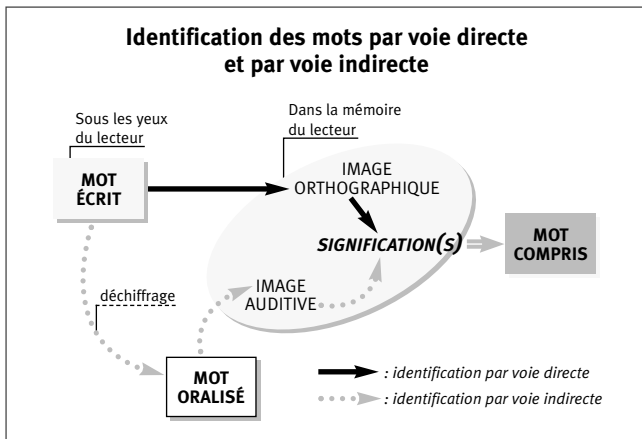 Identification des mots par voie directe
et par voie indirecte
Sous les yeux
du lecteur
Dans la mémoire
du lecteur
MOT
ÉCRIT
IMAGE
ORTHOGRAPHIQUE
SIGNIFICATION(S)
MOT
COMPRIS
déchiffrage
IMAGE
AUDITIVE
MOT
ORALISÉ
: identification par voie directe
: identification par voie indirecte